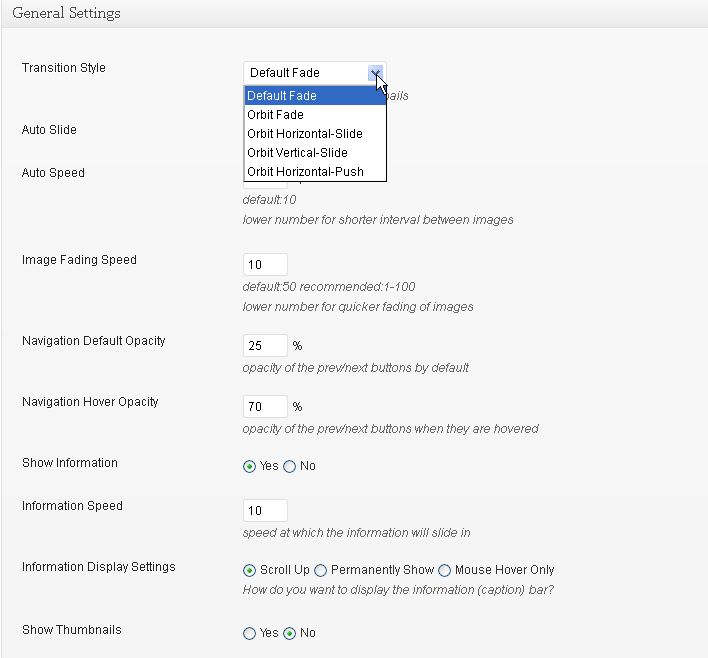 General Settings
Transition Style
Default Fade
Default Fade
Orbit Fade
Orbit Horizontal-Slide
Orbit Vertical-Slide
Orbit Horizontal-Push
Auto Slide
Auto Speed
default:10
lower number for shorter interval between images
Image Fading Speed
10
default:50 recommended:1-100
lower number for quicker fading of images
Navigation Default Opacity
25 %
opacity of the prev/next buttons by default
Navigation Hover Opacity
70 %
opacity of the prev/next buttons when they are hovered
Show Information
Yes No
Information Speed
10
speed at which the information will slide in
Information Display Settings
Scroll Up Permanently Show Mouse Hover Only
How do you want to display the information (caption) bar?
Show Thumbnails
Yes No